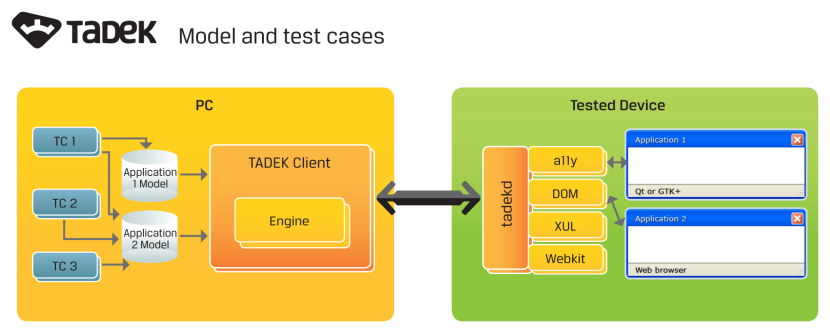 TADEK
Model and test cases
PC
TC 1
TC 2
TC 3
Application
1 Model
Application
2 Model
TADEK Client
Engine
Tested Device
tadekd
a11y
DOM
XUL
Webkit
Application 1
Qt or GTK+
Application 2
Web browser